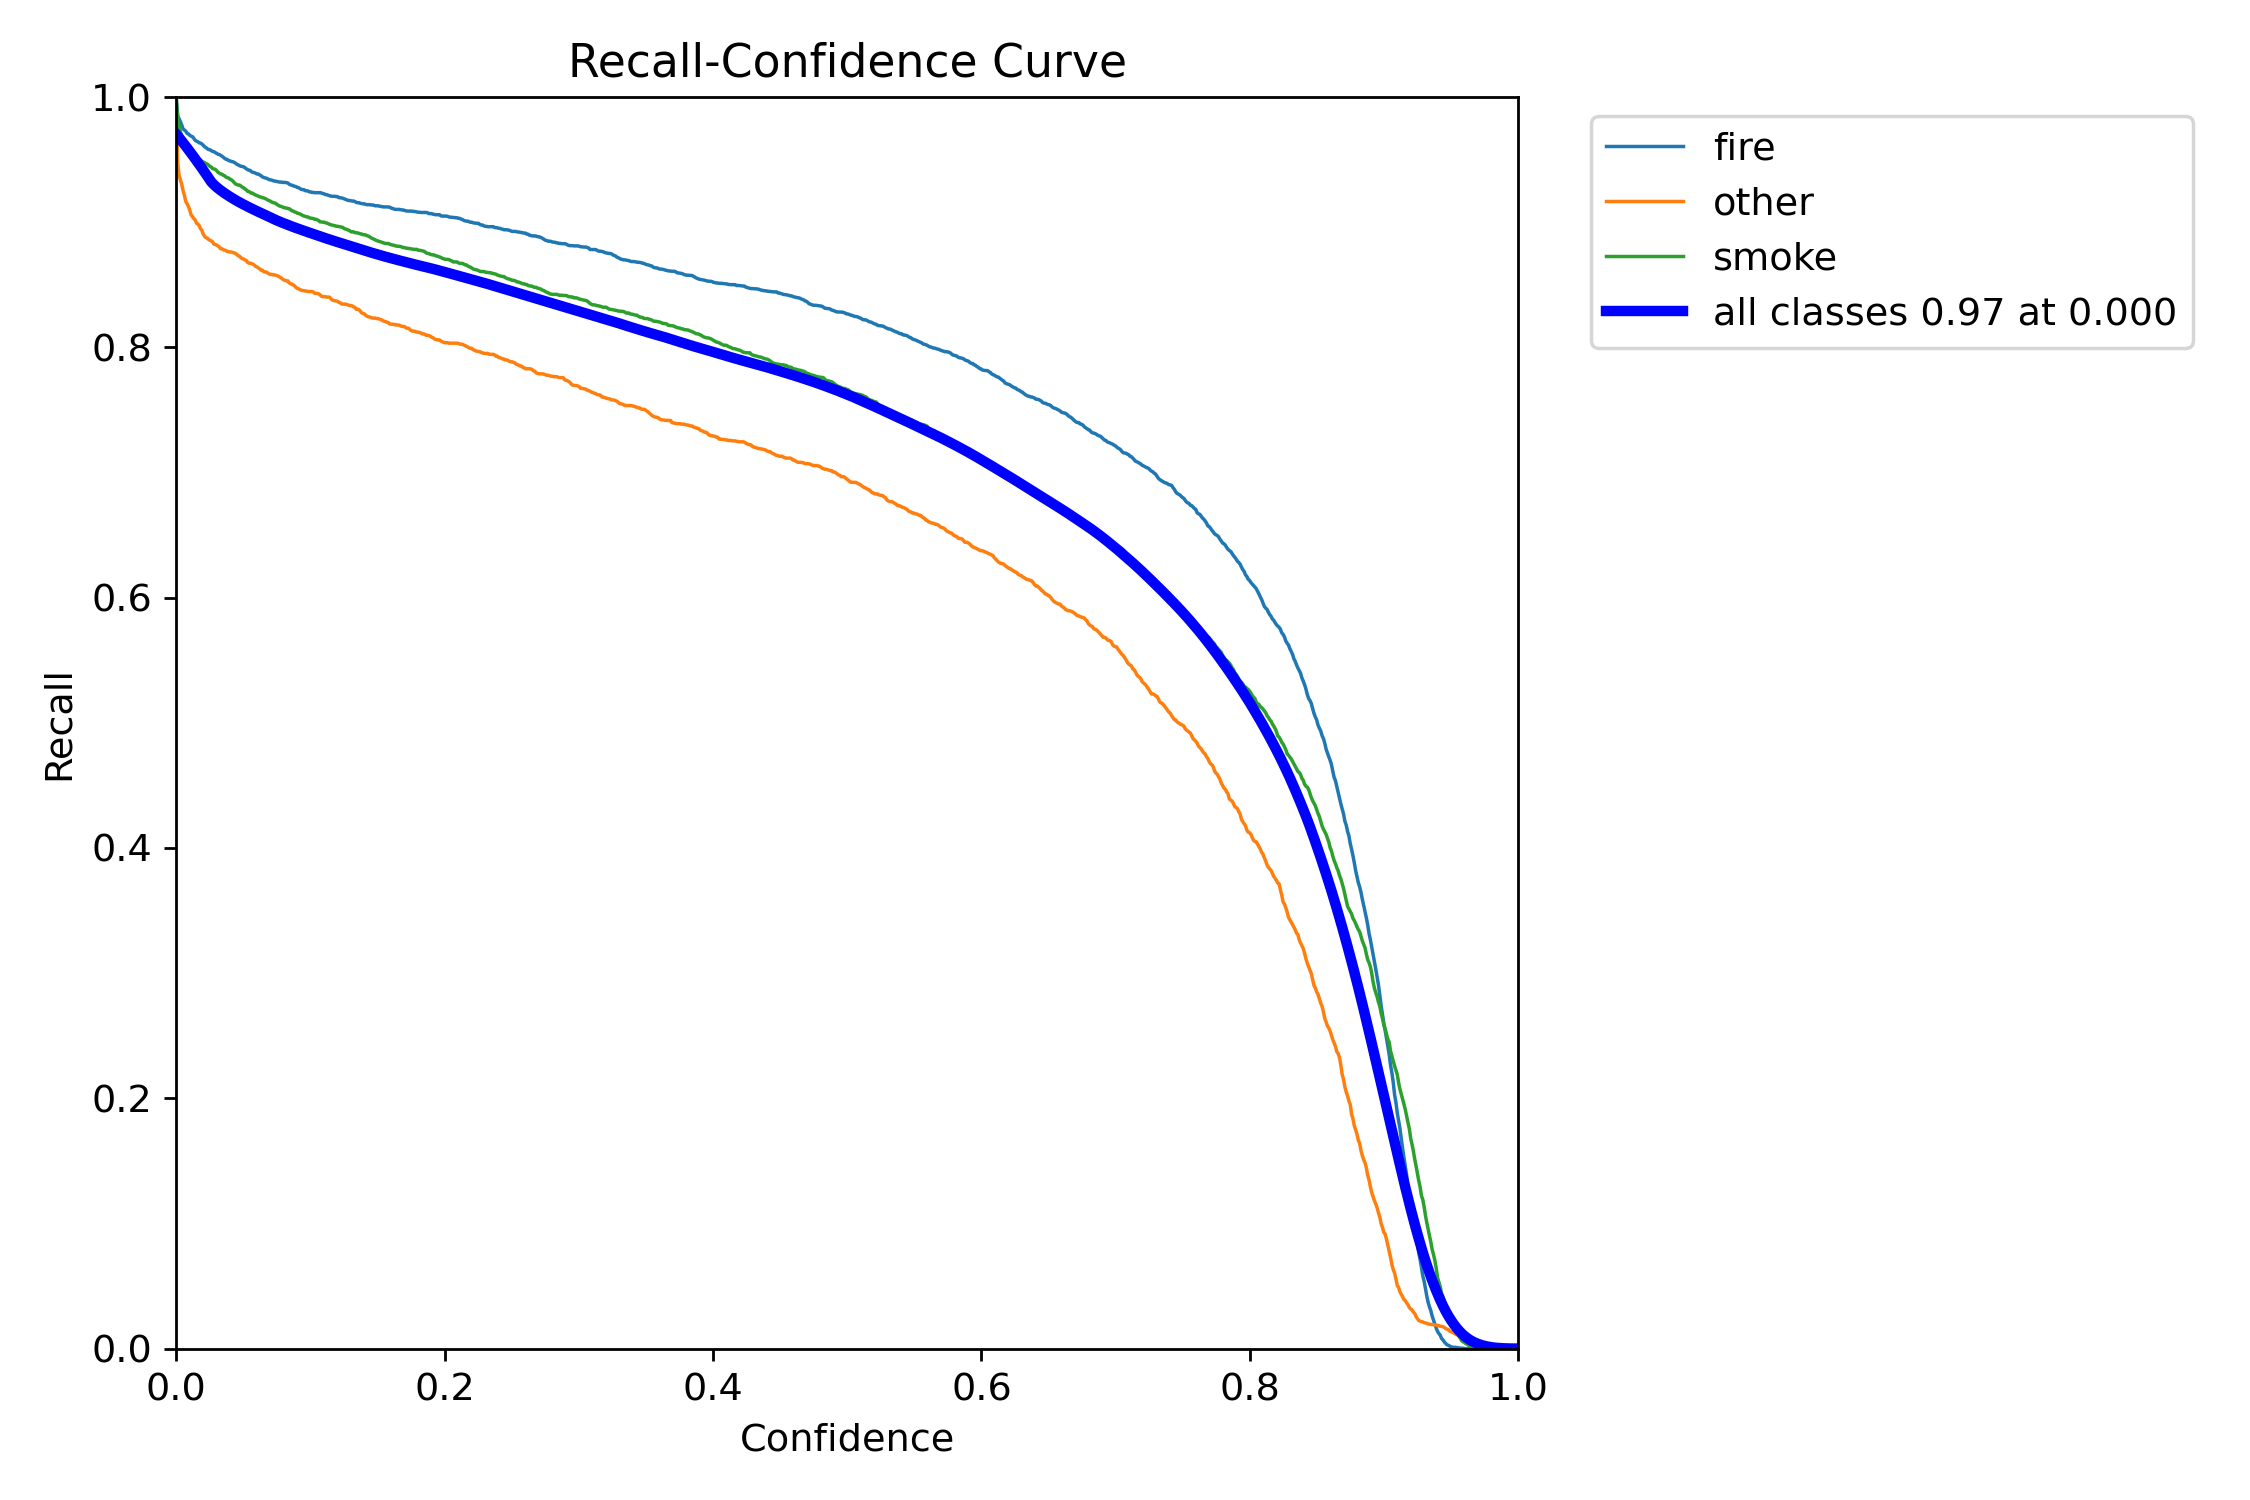 Recall-Confidence Curve
1.0
0.8
0.6
0.4
0.2
0.0
Recall
0.0 0.2 0.4 0.6 0.8 1.0
Confidence
fire
other
smoke
all classes 0.97 at 0.000